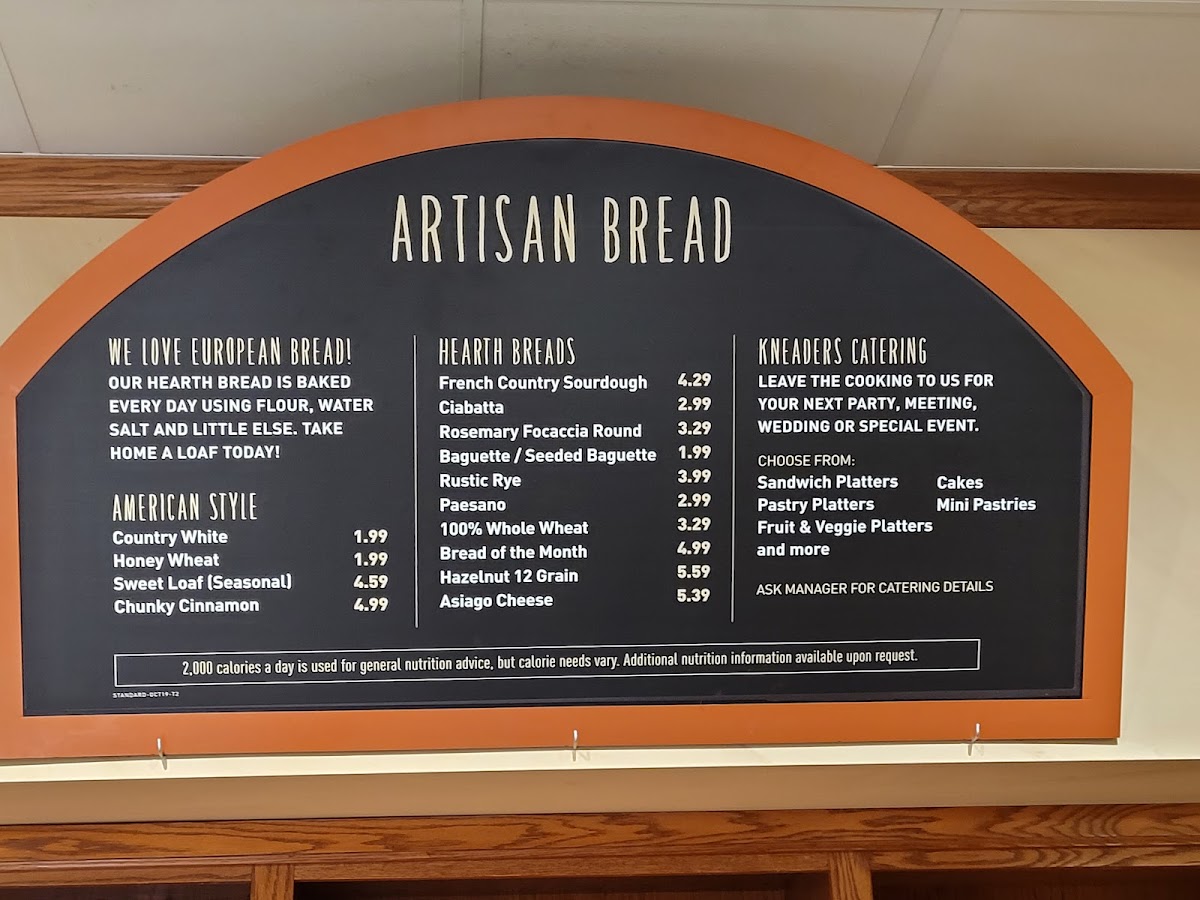 ARTISAN BREAD
WE LOVE EUROPEAN BREAD!
OUR HEARTH BREAD IS BAKED
EVERY DAY USING FLOUR, WATER
SALT AND LITTLE ELSE. TAKE
HOME A LOAF TODAY!
AMERICAN STYLE
Country White 1.99
Honey Wheat 1.99
Sweet Loaf (Seasonal) 4.59
Chunky Cinnamon 4.99
HEARTH BREADS
French Country Sourdough 4.29
Ciabatta 2.99
Rosemary Focaccia Round 3.29
Baguette / Seeded Baguette 1.99
Rustic Rye 3.99
Paesano 2.99
100% Whole Wheat 3.29
Bread of the Month 4.99
Hazelnut 12 Grain 5.59
Asiago Cheese 5.39
KNEADERS CATERING
LEAVE THE COOKING TO US FOR
YOUR NEXT PARTY, MEETING,
WEDDING OR SPECIAL EVENT.
CHOOSE FROM:
Sandwich Platters Cakes
Pastry Platters Mini Pastries
Fruit & Veggie Platters
and more
ASK MANAGER FOR CATERING DETAILS
2,000 calories a day is used for general nutrition advice, but calorie needs vary. Additional nutrition information available upon request.
STANDARD-OCT19-T2